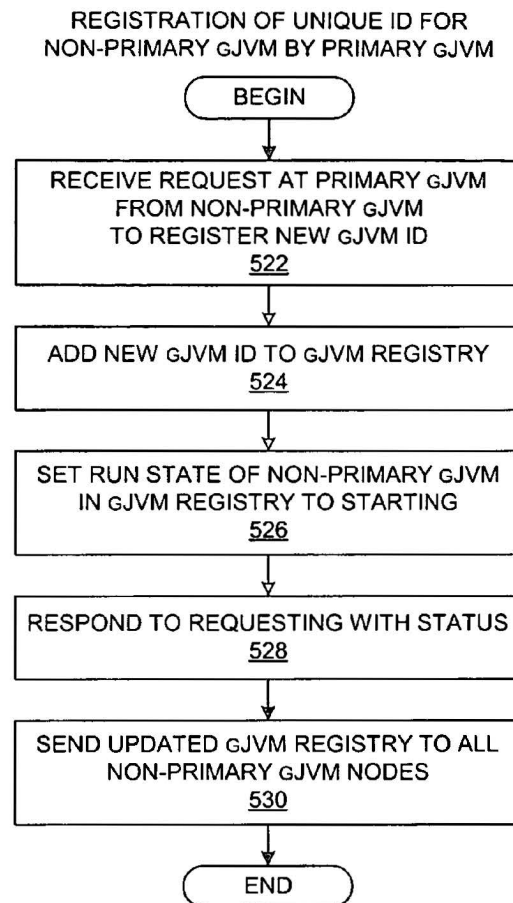 REGISTRATION OF UNIQUE ID FOR
NON-PRIMARY GJVM BY PRIMARY GJVM
BEGIN
RECEIVE REQUEST AT PRIMARY GJVM
FROM NON-PRIMARY GJVM
TO REGISTER NEW GJVM ID
522
ADD NEW GJVM ID TO GJVM REGISTRY
524
SET RUN STATE OF NON-PRIMARY GJVM
IN GJVM REGISTRY TO STARTING
526
RESPOND TO REQUESTING WITH STATUS
528
SEND UPDATED GJVM REGISTRY TO ALL
NON-PRIMARY GJVM NODES
530
END